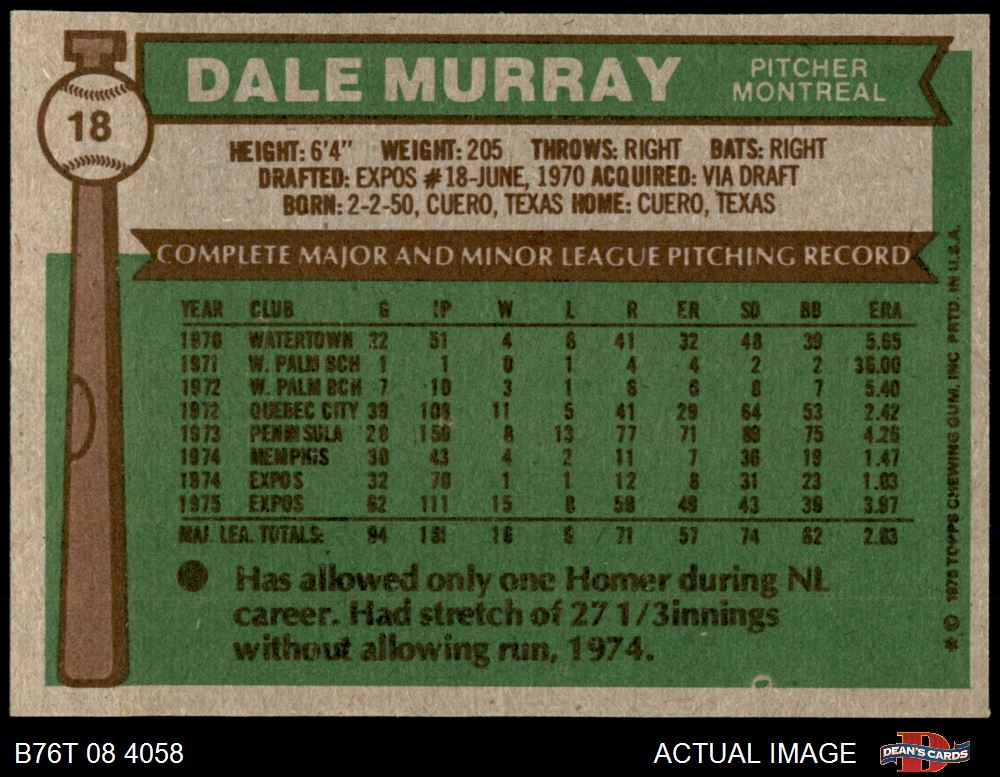 DALE MURRAY
PITCHER
MONTREAL
18
HEIGHT: 6'4" WEIGHT: 205 THROWS: RIGHT BATS: RIGHT
DRAFTED: EXPOS #18-JUNE, 1970 ACQUIRED: VIA DRAFT
BORN: 2-2-50, CUERO, TEXAS HOME: CUERO, TEXAS
COMPLETE MAJOR AND MINOR LEAGUE PITCHING RECORD
YEAR CLUB G IP W L R ER SO BB ERA
1970 WATERTOWN 22 51 4 6 41 32 48 39 5.65
1971 W. PALM BCH 1 1 0 1 4 4 2 2 36.00
1972 W. PALM BCH 7 10 3 1 6 6 8 7 5.40
1972 QUEBEC CITY 39 108 11 5 41 29 64 53 2.42
1973 PENINSULA 28 150 8 13 77 71 75 4.26
1974 MEMPHIS 30 43 4 2 11 7 36 19 1.47
1974 EXPOS 32 70 1 1 12 8 31 23 1.03
1975 EXPOS 62 111 15 8 59 49 43 39 3.97
MAJ. LEA. TOTALS: 94 181 16 9 71 57 74 62 2.83
Has allowed only one Homer during NL
career. Had stretch of 27 1/3innings
without allowing run, 1974.
* © 1976 TOPPS CHEWING GUM, INC. PRTD. IN U.S.A.
B76T 08 4058
ACTUAL IMAGE
D
DEAN'S CARDS